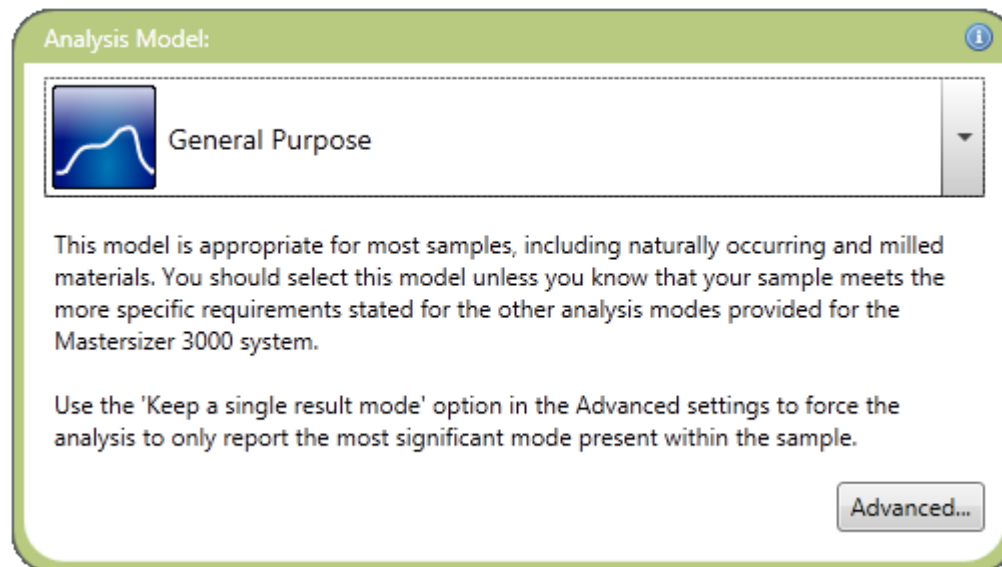 Analysis Model:
General Purpose
This model is appropriate for most samples, including naturally occurring and milled
materials. You should select this model unless you know that your sample meets the
more specific requirements stated for the other analysis modes provided for the
Mastersizer 3000 system.
Use the 'Keep a single result mode' option in the Advanced settings to force the
analysis to only report the most significant mode present within the sample.
Advanced...